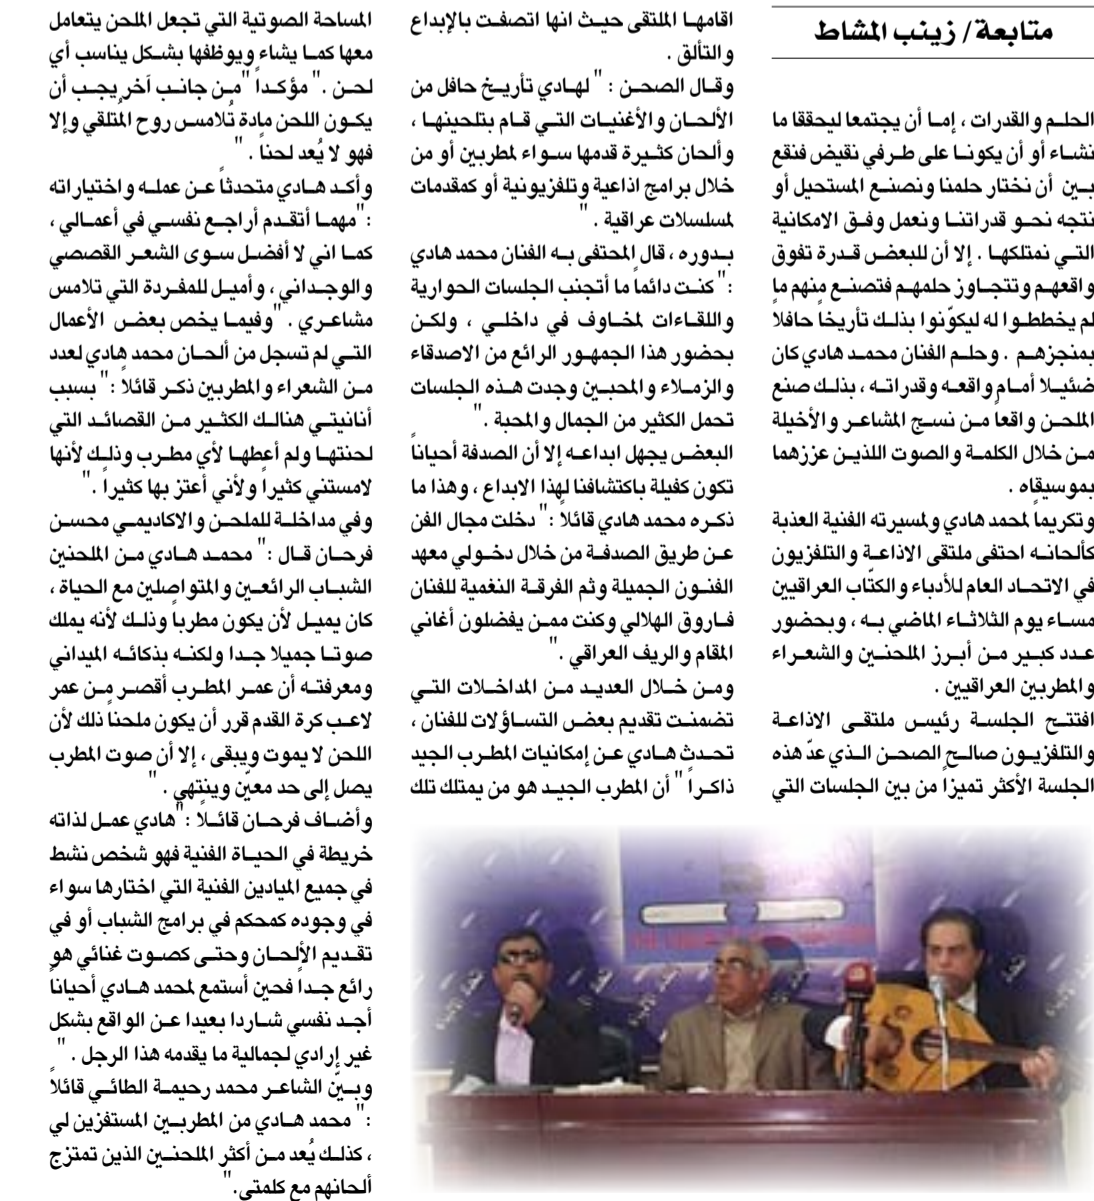 متابعة / زينب المشاط
الحلم والقدرات ، إما أن يجتمعا ليحققا ما
نشاء أو أن يكونا على طرفي نقيض فنقع
بين أن نختار حلمنا ونصنع المستحيل أو
نتجه نحو قدراتنا ونعمل وفق الامكانية
التي نمتلكها . إلا أن للبعض قدرة تفوق
واقعهم وتتجاوز حلمهم فتصنع منهم ما
لم يخططوا له ليكوّنوا بذلك تأريخاً حافلا
بمنجزهم . وحلم الفنان محمد هادي كان
ضئيلا أمام واقعه وقدراته ، بذلك صنع
الملحن واقعاً من نسج المشاعر والأخيلة
من خلال الكلمة والصوت اللذين عززهما
بموسيقاه .
وتكريماً لمحمد هادي ولمسيرته الفنية العذبة
كألحانه احتفى ملتقى الاذاعة والتلفزيون
في الاتحاد العام للأدباء والكتّاب العراقيين
مساء يوم الثلاثاء الماضي به ، وبحضور
عدد كبير من أبرز الملحنين والشعراء
والمطربين العراقيين .
افتتح الجلسة رئيس ملتقى الاذاعة
والتلفزيون صالح الصحن الذي عدّ هذه
الجلسة الأكثر تميزاً من بين الجلسات التي
اقامها الملتقى حيث انها اتصفت بالإبداع
والتألق .
وقال الصحن : " لهادي تأريخ حافل من
الألحان والأغنيات التي قام بتلحينها ،
وألحان كثيرة قدمها سواء لمطربين أو من
خلال برامج اذاعية وتلفزيونية أو كمقدمات
لمسلسلات عراقية . "
بدوره ، قال المحتفى به الفنان محمد هادي
: " كنت دائماً ما أتجنب الجلسات الحوارية
واللقاءات لمخاوف في داخلي ، ولكن
بحضور هذا الجمهور الرائع من الاصدقاء
والزملاء والمحبين وجدت هذه الجلسات
تحمل الكثير من الجمال والمحبة . "
البعض يجهل ابداعه إلا أن الصدفة أحياناً
تكون كفيلة باكتشافنا لهذا الابداع ، وهذا ما
ذكره محمد هادي قائلاً : " دخلت مجال الفن
عن طريق الصدفة من خلال دخولي معهد
الفنون الجميلة وثم الفرقة النغمية للفنان
فاروق الهلالي وكنت ممن يفضلون أغاني
المقام والريف العراقي . "
ومن خلال العديد من المداخلات التي
تضمنت تقديم بعض التساؤلات للفنان ،
تحدث هادي عن إمكانيات المطرب الجيد
ذاكراً " أن المطرب الجيد هو من يمتلك تلك
المساحة الصوتية التي تجعل الملحن يتعامل
معها كما يشاء ويوظفها بشكل يناسب أي
لحن . " مؤكداً "من جانب آخر يجب أن
يكون اللحن مادة تُلامس روح المُتلقي وإلا
فهو لا يُعد لحناً . "
وأكد هادي متحدثاً عن عمله واختياراته
: "مهما أتقدم أراجع نفسي في أعمالي ،
كما اني لا أفضل سوى الشعر القصصي
والوجداني ، وأميل للمفردة التي تلامس
مشاعري . "وفيما يخص بعض الأعمال
التي لم تسجل من ألحان محمد هادي لعدد
من الشعراء والمطربين ذكر قائلاً : " بسبب
أنانيتي هنالك الكثير من القصائد التي
لحنتها ولم أعطها لأي مطرب وذلك لأنها
لامستني كثيراً ولأني أعتز بها كثيراً . "
وفي مداخلة للملحن والاكاديمي محسن
فرحان قال : " محمد هادي من الملحنين
الشباب الرائعين والمتواصلين مع الحياة ،
كان يميل لأن يكون مطرباً وذلك لأنه يملك
صوتا جميلا جدا ولكنه بذكائه الميداني
ومعرفته أن عمر المطرب أقصر من عمر
لاعب كرة القدم قرر أن يكون ملحناً ذلك لأن
اللحن لا يموت ويبقى ، إلا أن صوت المطرب
يصل إلى حد معيّن وينتهي . "
وأضاف فرحان قائلاً : "هادي عمل لذاته
خريطة في الحياة الفنية فهو شخص نشط
في جميع الميادين الفنية التي اختارها سواء
في وجوده كمحكم في برامج الشباب أو في
تقديم الألحان وحتى كصوت غنائي هو
رائع جداً فحين أستمع لمحمد هادي أحياناً
أجد نفسي شاردا بعيدا عن الواقع بشكل
غير إرادي لجمالية ما يقدمه هذا الرجل . "
وبيّن الشاعر محمد رحيمة الطائي قائلاً
: " محمد هادي من المطربين المستفزين لي
، كذلك يُعد من أكثر الملحنين الذين تمتزج
ألحانهم مع كلمتي."